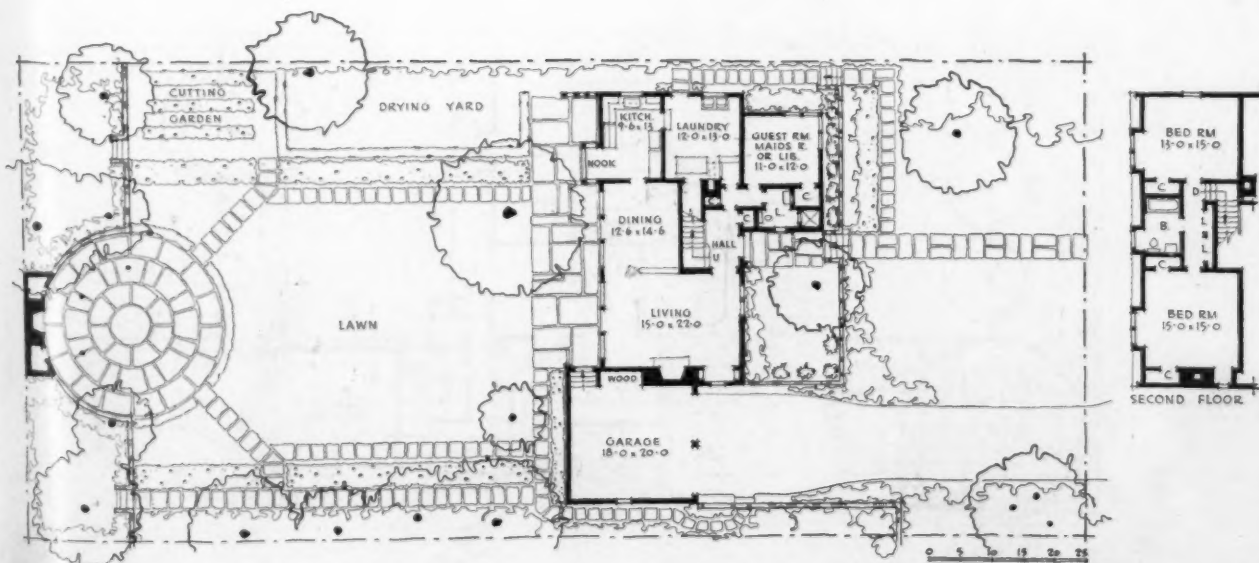 CUTTING
GARDEN
DRYING YARD
LAWN
KITCH.
9-6 x 13
NOOK
LAUNDRY
12-0 x 13-0
GUEST RM.
MAIDS R.
OR LIB.
11-0 x 12-0
DINING
12-6 x 14-6
C
C
L.
C
HALL
U
LIVING
15-0 x 22-0
WOOD
GARAGE
18-0 x 20-0
0 5 10 15 20 25
BED RM
13-0 x 15-0
C
D
B.
L
N
L
C
BED RM
15-0 x 15-0
C
SECOND FLOOR